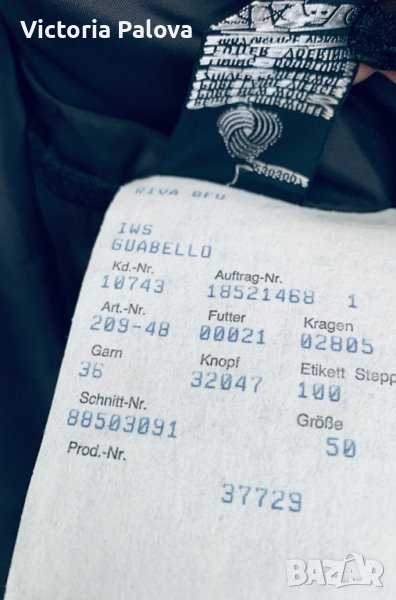 Victoria Palova
RIVA BFU
IWS
GUABELLO
Kd.-Nr. Auftrag-Nr.
10743 18521468 1
Art.-Nr. Futter Kragen
209-48 00021 02805
Garn Knopf Etikett Stepp
36 32047 100
Schnitt-Nr. Größe
88503091 50
Prod.-Nr.
37729
BAZAR